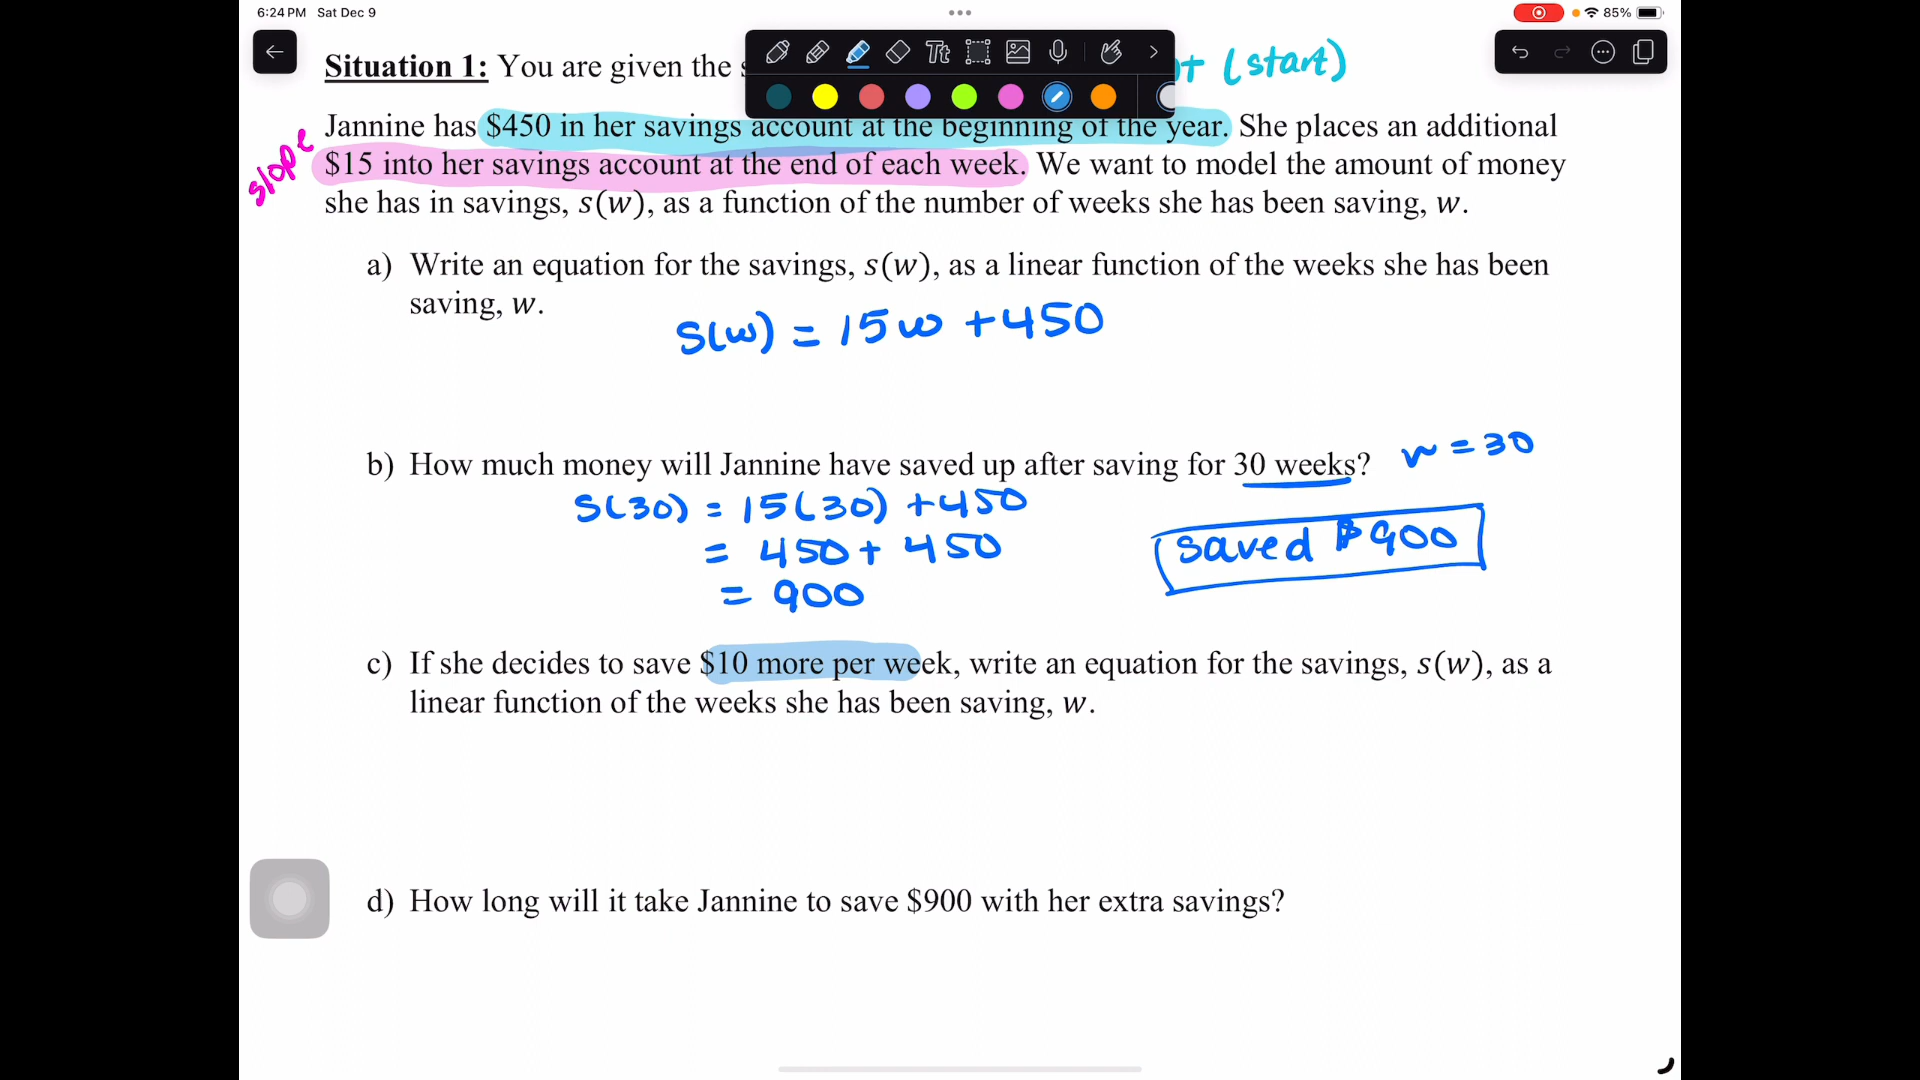 6:24 PM Sat Dec 9
85%
Situation 1: You are given the
(start)
Tt
Jannine has $450 in her savings account at the beginning of the year. She places an additional
slope
$15 into her savings account at the end of each week. We want to model the amount of money
she has in savings, s(w), as a function of the number of weeks she has been saving, w.
a) Write an equation for the savings, s(w), as a linear function of the weeks she has been
saving, w.
S(w) = 15w + 450
b) How much money will Jannine have saved up after saving for 30 weeks?
w = 30
S(30) = 15(30) + 450
= 450 + 450
= 900
saved $900
c) If she decides to save $10 more per week, write an equation for the savings, s(w), as a
linear function of the weeks she has been saving, w.
d) How long will it take Jannine to save $900 with her extra savings?